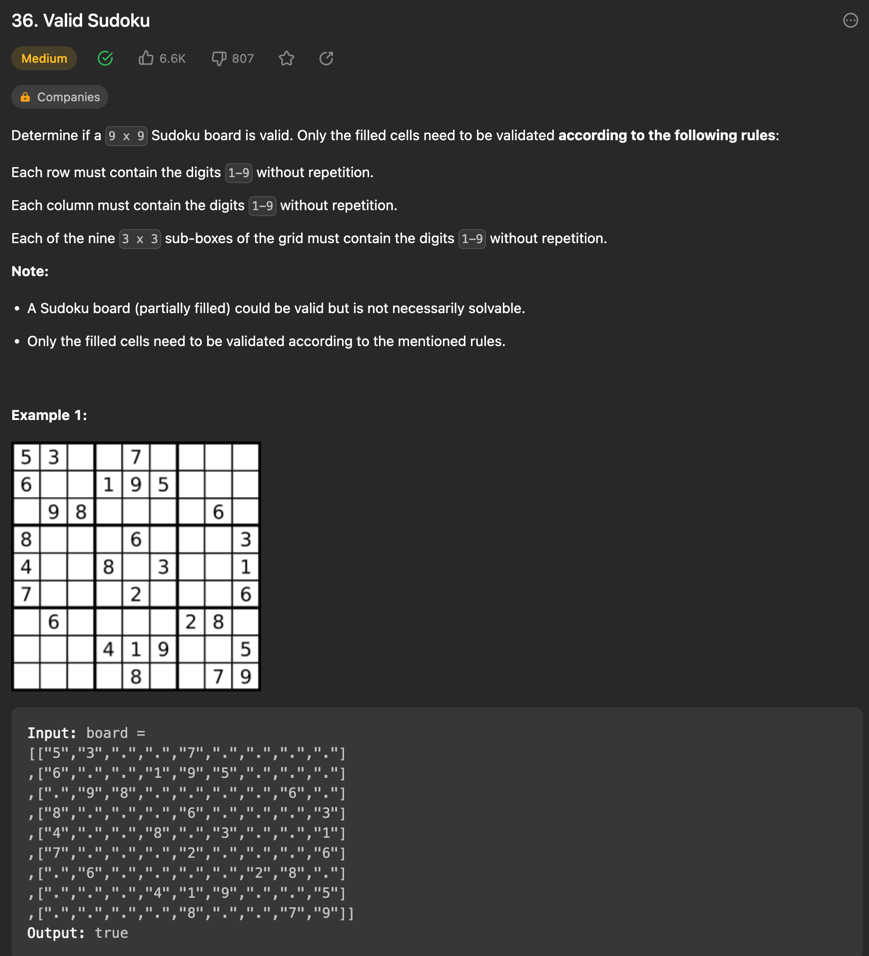 36. Valid Sudoku
Medium 6.6K 807
Companies
Determine if a 9 x 9 Sudoku board is valid. Only the filled cells need to be validated according to the following rules:
Each row must contain the digits 1-9 without repetition.
Each column must contain the digits 1-9 without repetition.
Each of the nine 3 x 3 sub-boxes of the grid must contain the digits 1-9 without repetition.
Note:
• A Sudoku board (partially filled) could be valid but is not necessarily solvable.
• Only the filled cells need to be validated according to the mentioned rules.
Example 1:
5 3 7
6 1 9 5
9 8 6
8 6 3
4 8 3 1
7 2 6
6 2 8
4 1 9 5
8 7 9
Input: board =
[["5","3",".",".","7",".",".",".","."]
,["6",".",".","1","9","5",".",".","."]
,[".","9","8",".",".",".",".","6","."]
,["8",".",".",".","6",".",".",".","3"]
,["4",".",".","8",".","3",".",".","1"]
,["7",".",".",".","2",".",".",".","6"]
,[".","6",".",".",".",".","2","8","."]
,[".",".",".","4","1","9",".",".","5"]
,[".",".",".",".","8",".",".","7","9"]]
Output: true